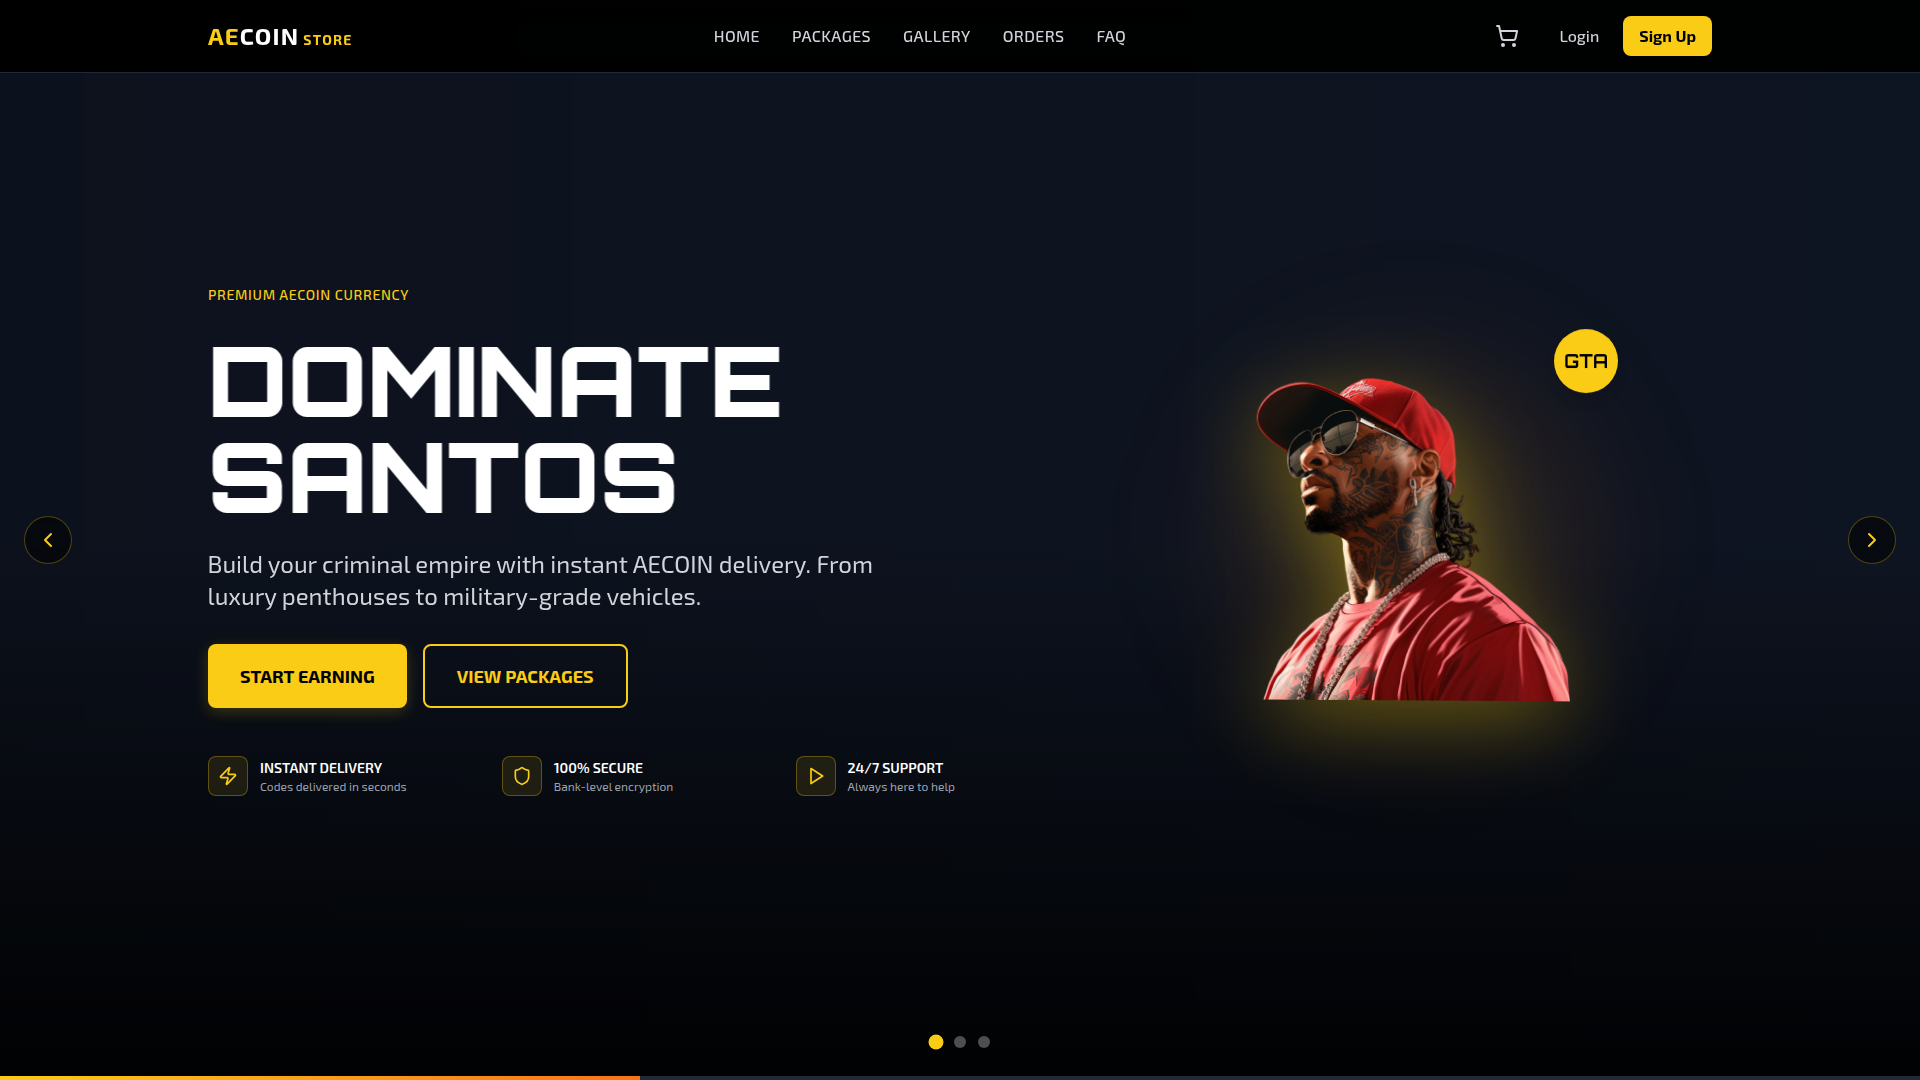 AECOIN STORE
HOME
PACKAGES
GALLERY
ORDERS
FAQ
Login
Sign Up
PREMIUM AECOIN CURRENCY
DOMINATE
SANTOS
Build your criminal empire with instant AECOIN delivery. From
luxury penthouses to military-grade vehicles.
START EARNING
VIEW PACKAGES
INSTANT DELIVERY
Codes delivered in seconds
100% SECURE
Bank-level encryption
24/7 SUPPORT
Always here to help
GTA